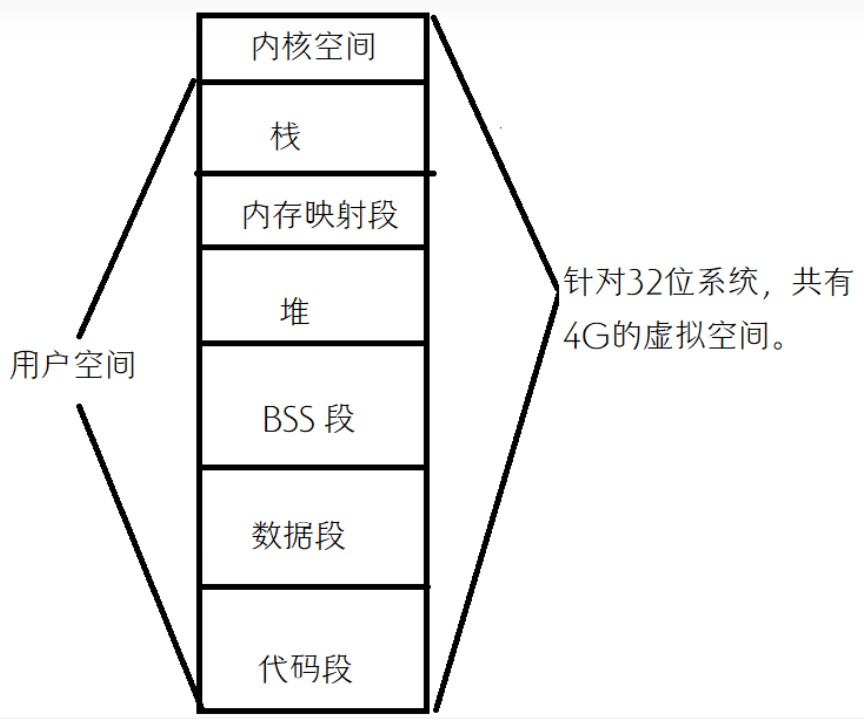 内核空间
栈
内存映射段
堆
BSS 段
数据段
代码段
用户空间
针对32位系统，共有
4G的虚拟空间。